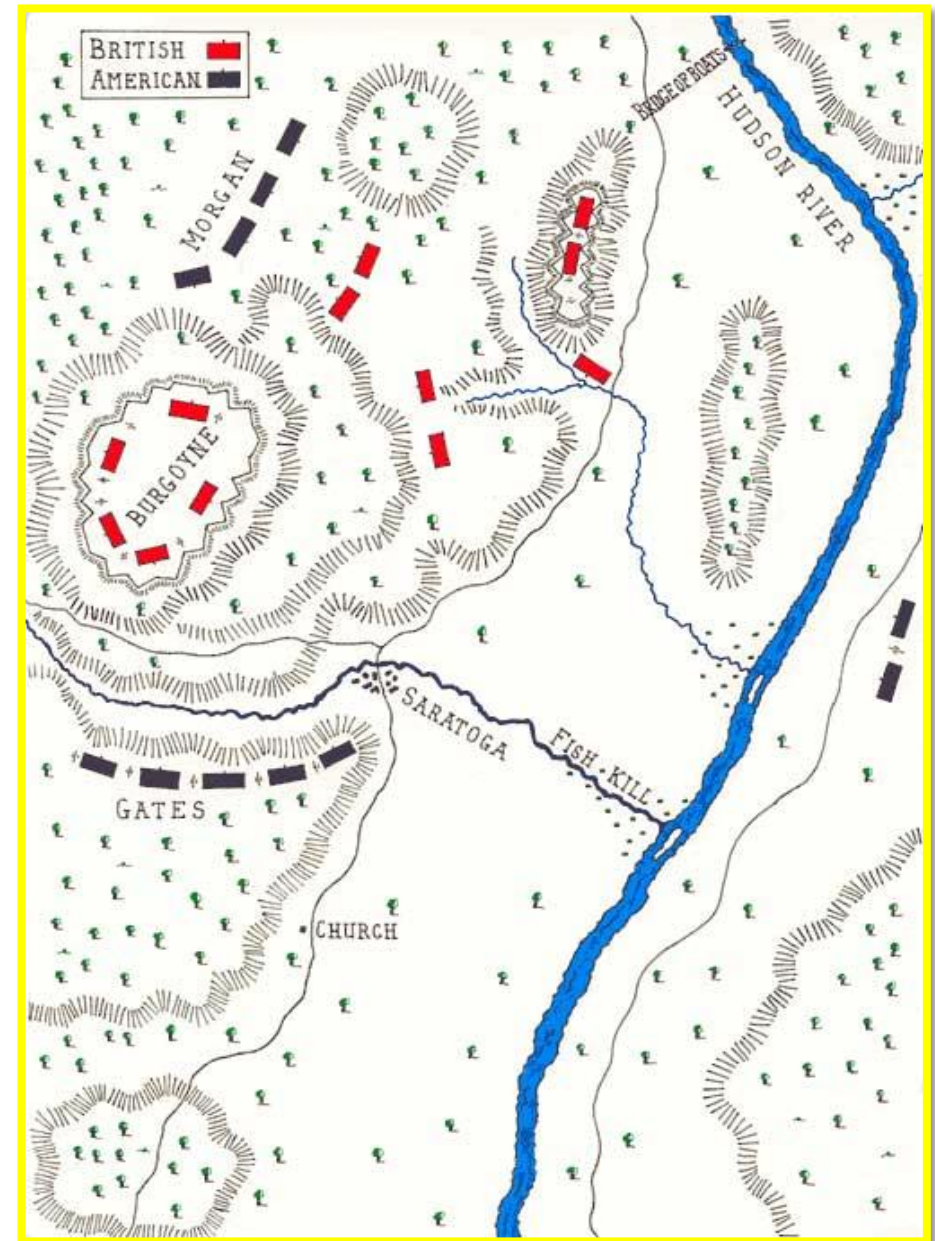 BRITISH
AMERICAN
BRIDGE OF BOATS
HUDSON RIVER
MORGAN
BURGOYNE
SARATOGA
FISH KILL
GATES
CHURCH